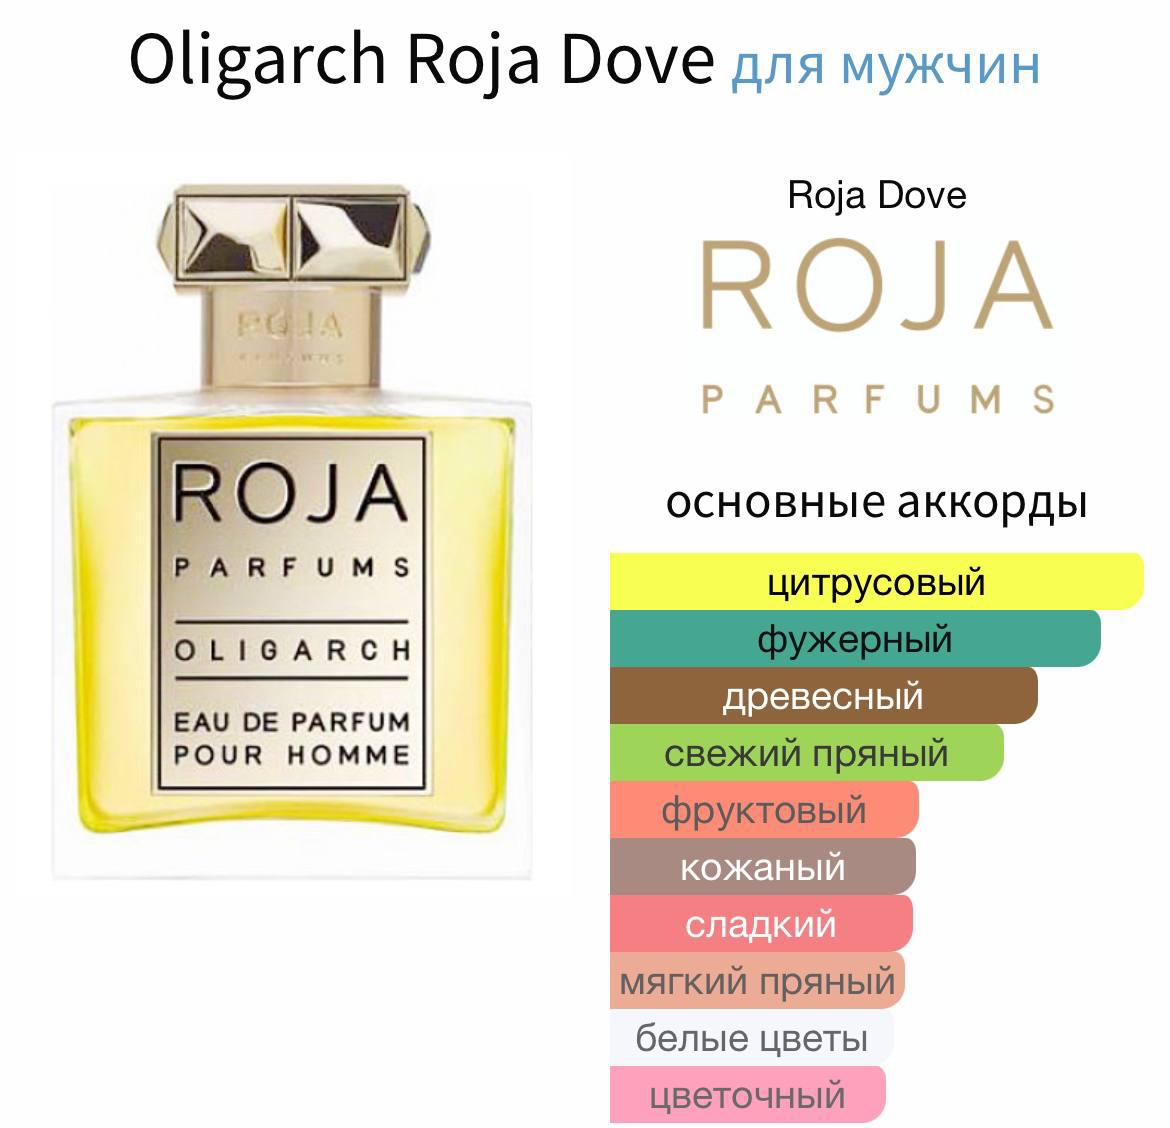 Oligarch Roja Dove для мужчин
Roja Dove
ROJA
PARFUMS
ROJA
ROJA
PARFUMS
OLIGARCH
EAU DE PARFUM
POUR HOMME
основные аккорды
цитрусовый
фужерный
древесный
свежий пряный
фруктовый
кожаный
сладкий
мягкий пряный
белые цветы
цветочный